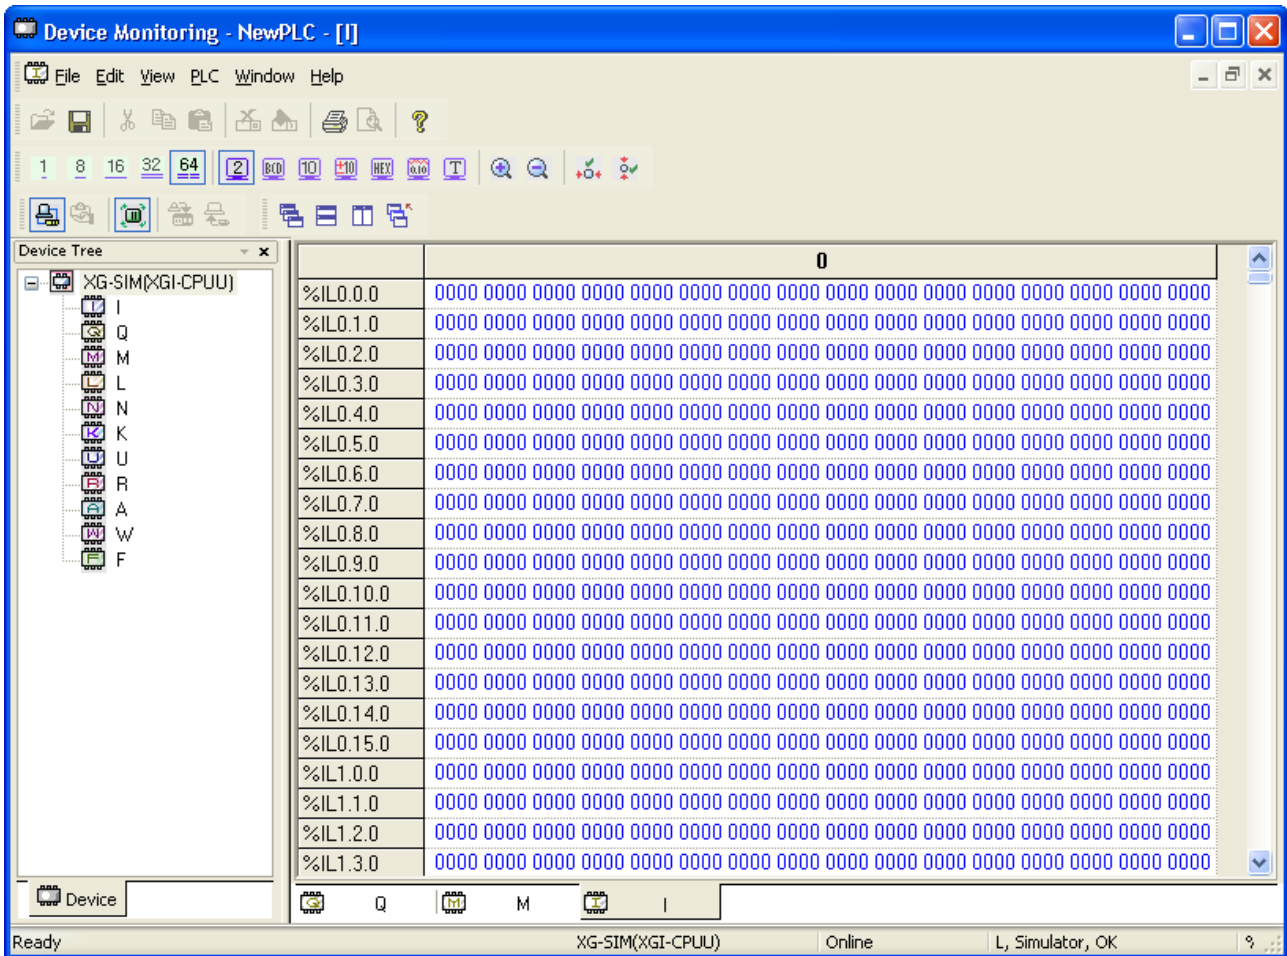 Device Monitoring - NewPLC - [I]
File Edit View PLC Window Help
1 8 16 32 64 2 BCD 10 ±10 HEX 0.10 T
Device Tree
0
XG-SIM(XGI-CPUU)
I
Q
M
L
N
K
U
R
A
W
F
%IL0.0.0 0000 0000 0000 0000 0000 0000 0000 0000 0000 0000 0000 0000 0000 0000 0000 0000
%IL0.1.0 0000 0000 0000 0000 0000 0000 0000 0000 0000 0000 0000 0000 0000 0000 0000 0000
%IL0.2.0 0000 0000 0000 0000 0000 0000 0000 0000 0000 0000 0000 0000 0000 0000 0000 0000
%IL0.3.0 0000 0000 0000 0000 0000 0000 0000 0000 0000 0000 0000 0000 0000 0000 0000 0000
%IL0.4.0 0000 0000 0000 0000 0000 0000 0000 0000 0000 0000 0000 0000 0000 0000 0000 0000
%IL0.5.0 0000 0000 0000 0000 0000 0000 0000 0000 0000 0000 0000 0000 0000 0000 0000 0000
%IL0.6.0 0000 0000 0000 0000 0000 0000 0000 0000 0000 0000 0000 0000 0000 0000 0000 0000
%IL0.7.0 0000 0000 0000 0000 0000 0000 0000 0000 0000 0000 0000 0000 0000 0000 0000 0000
%IL0.8.0 0000 0000 0000 0000 0000 0000 0000 0000 0000 0000 0000 0000 0000 0000 0000 0000
%IL0.9.0 0000 0000 0000 0000 0000 0000 0000 0000 0000 0000 0000 0000 0000 0000 0000 0000
%IL0.10.0 0000 0000 0000 0000 0000 0000 0000 0000 0000 0000 0000 0000 0000 0000 0000 0000
%IL0.11.0 0000 0000 0000 0000 0000 0000 0000 0000 0000 0000 0000 0000 0000 0000 0000 0000
%IL0.12.0 0000 0000 0000 0000 0000 0000 0000 0000 0000 0000 0000 0000 0000 0000 0000 0000
%IL0.13.0 0000 0000 0000 0000 0000 0000 0000 0000 0000 0000 0000 0000 0000 0000 0000 0000
%IL0.14.0 0000 0000 0000 0000 0000 0000 0000 0000 0000 0000 0000 0000 0000 0000 0000 0000
%IL0.15.0 0000 0000 0000 0000 0000 0000 0000 0000 0000 0000 0000 0000 0000 0000 0000 0000
%IL1.0.0 0000 0000 0000 0000 0000 0000 0000 0000 0000 0000 0000 0000 0000 0000 0000 0000
%IL1.1.0 0000 0000 0000 0000 0000 0000 0000 0000 0000 0000 0000 0000 0000 0000 0000 0000
%IL1.2.0 0000 0000 0000 0000 0000 0000 0000 0000 0000 0000 0000 0000 0000 0000 0000 0000
%IL1.3.0 0000 0000 0000 0000 0000 0000 0000 0000 0000 0000 0000 0000 0000 0000 0000 0000
Device
Q M I
Ready XG-SIM(XGI-CPUU) Online L, Simulator, OK